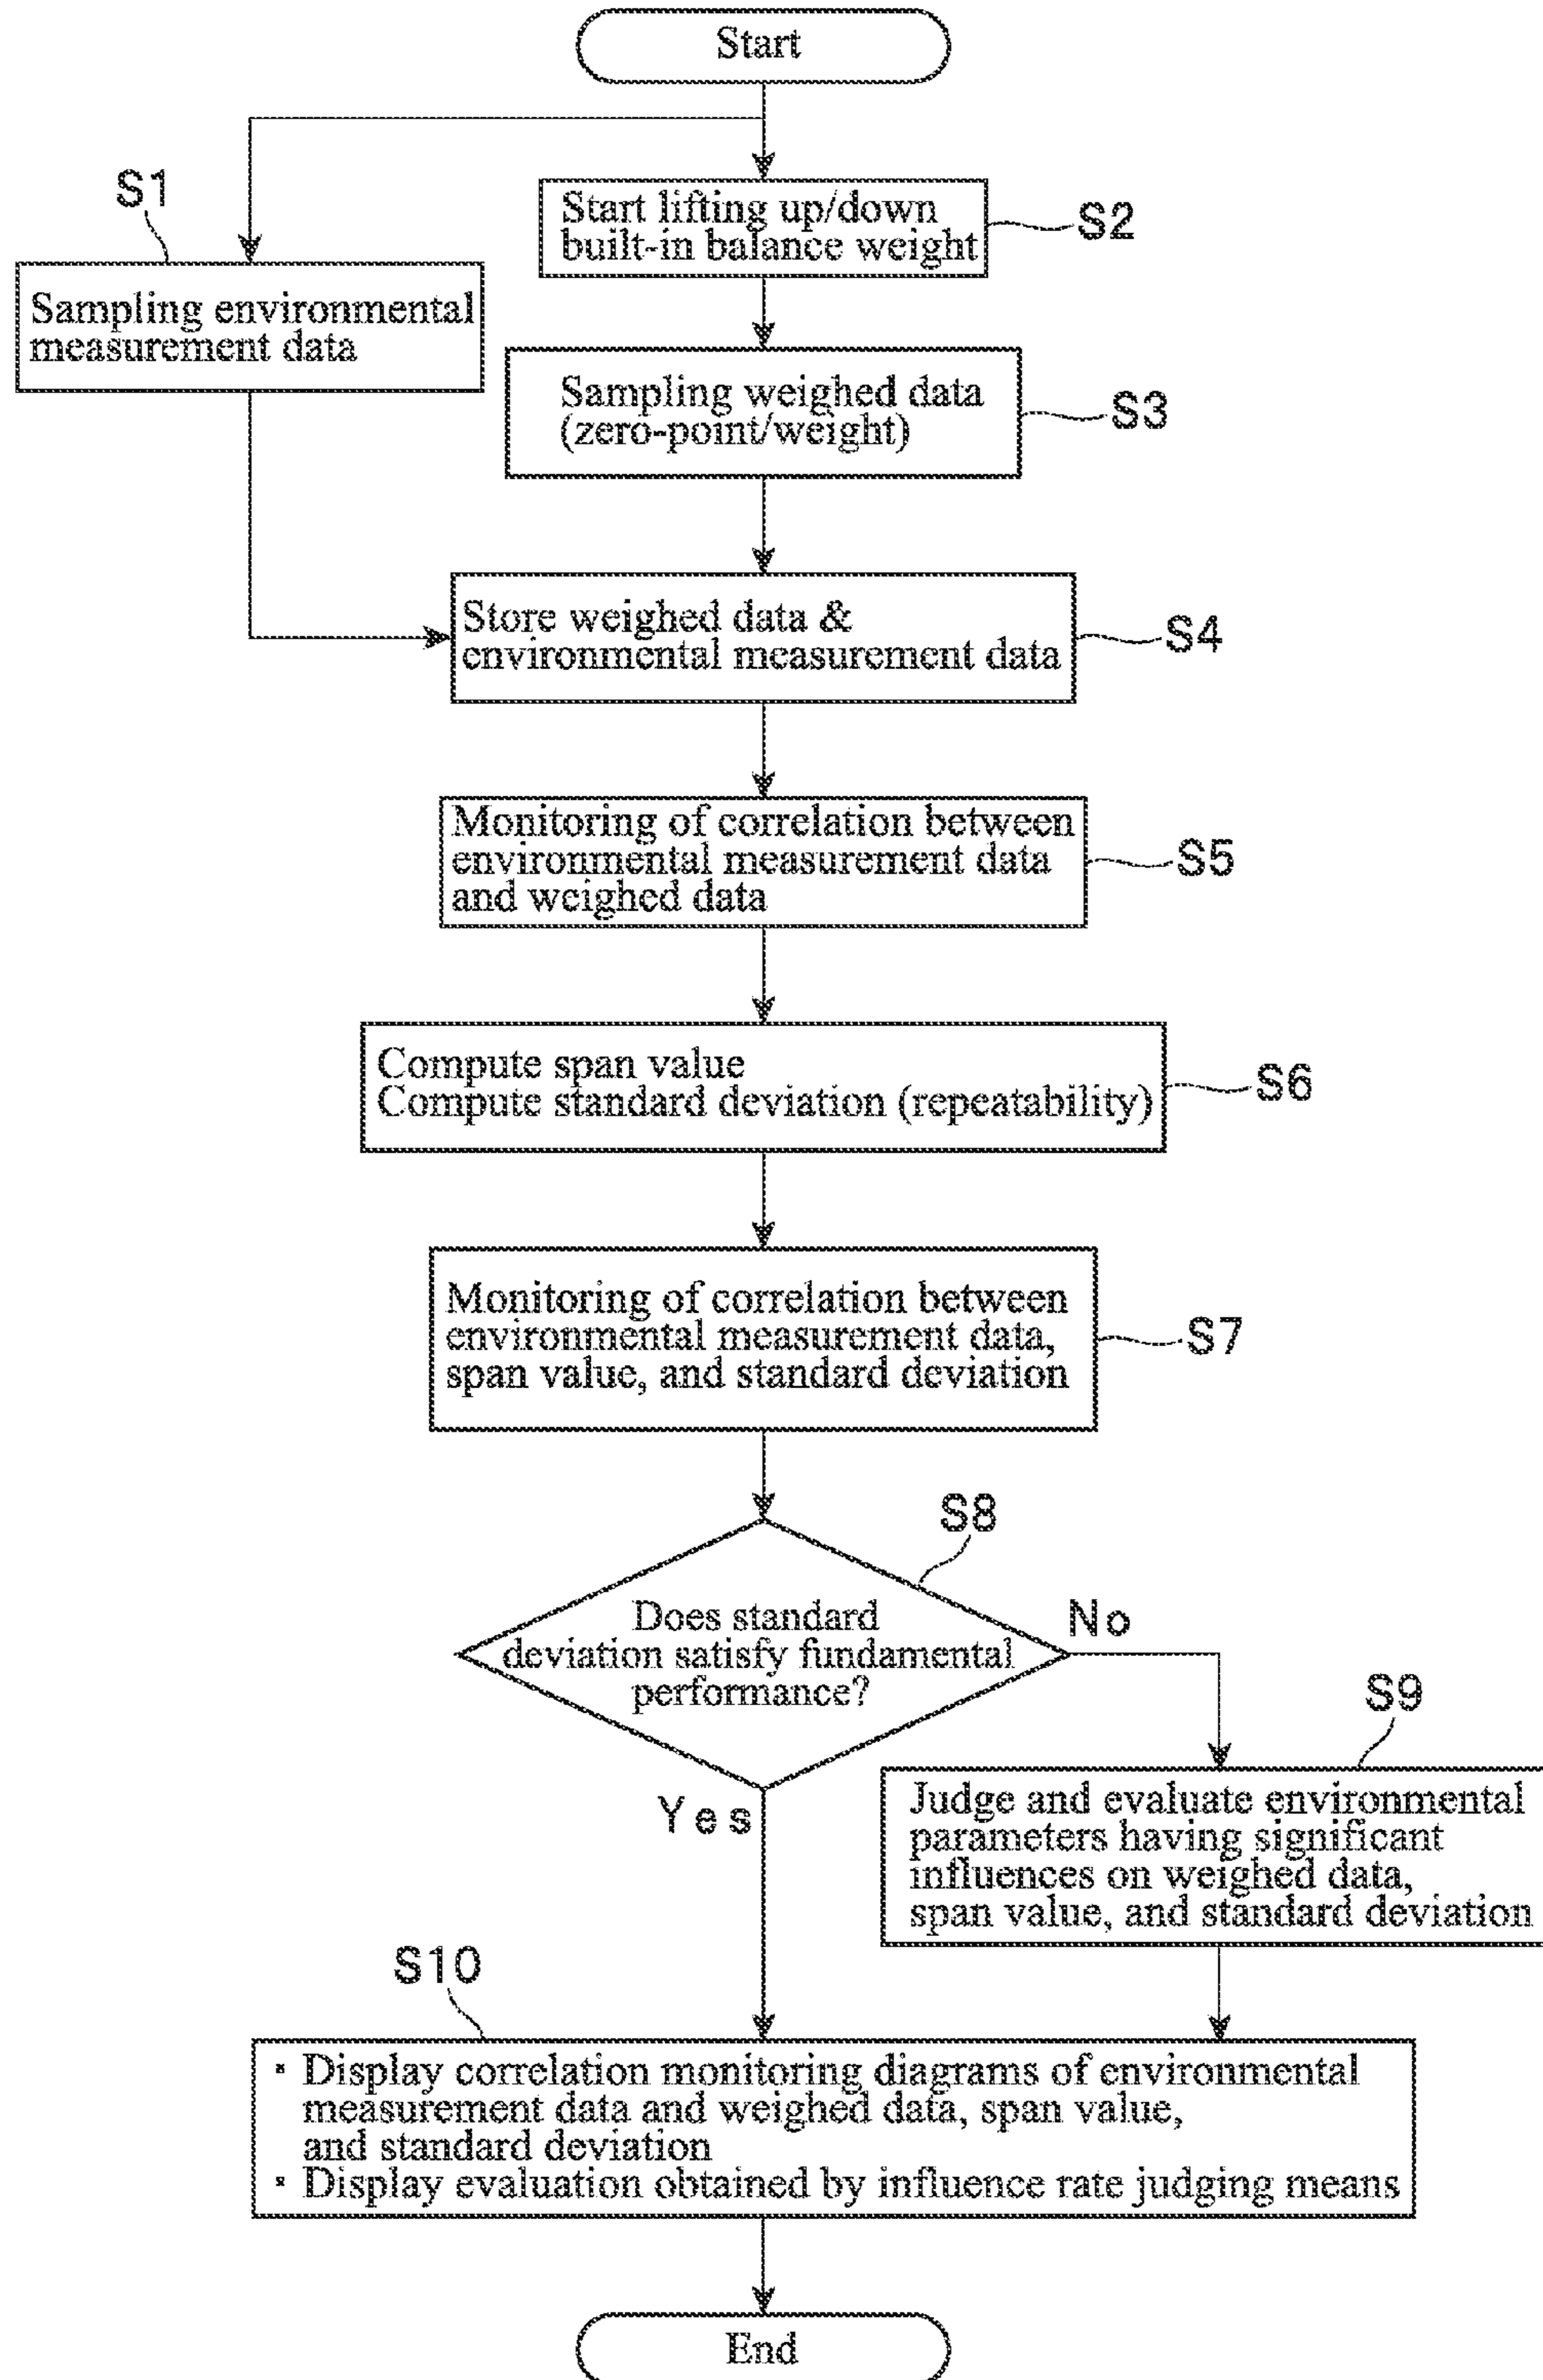 Start
S1
Start lifting up/down
built-in balance weight
S2
Sampling environmental
measurement data
Sampling weighed data
(zero-point/weight)
S3
Store weighed data &
environmental measurement data
S4
Monitoring of correlation between
environmental measurement data
and weighed data
S5
Compute span value
Compute standard deviation (repeatability)
S6
Monitoring of correlation between
environmental measurement data,
span value, and standard deviation
S7
S8
Does standard
deviation satisfy fundamental
performance?
No
Yes
S9
Judge and evaluate environmental
parameters having significant
influences on weighed data,
span value, and standard deviation
S10
· Display correlation monitoring diagrams of environmental
measurement data and weighed data, span value,
and standard deviation
· Display evaluation obtained by influence rate judging means
End